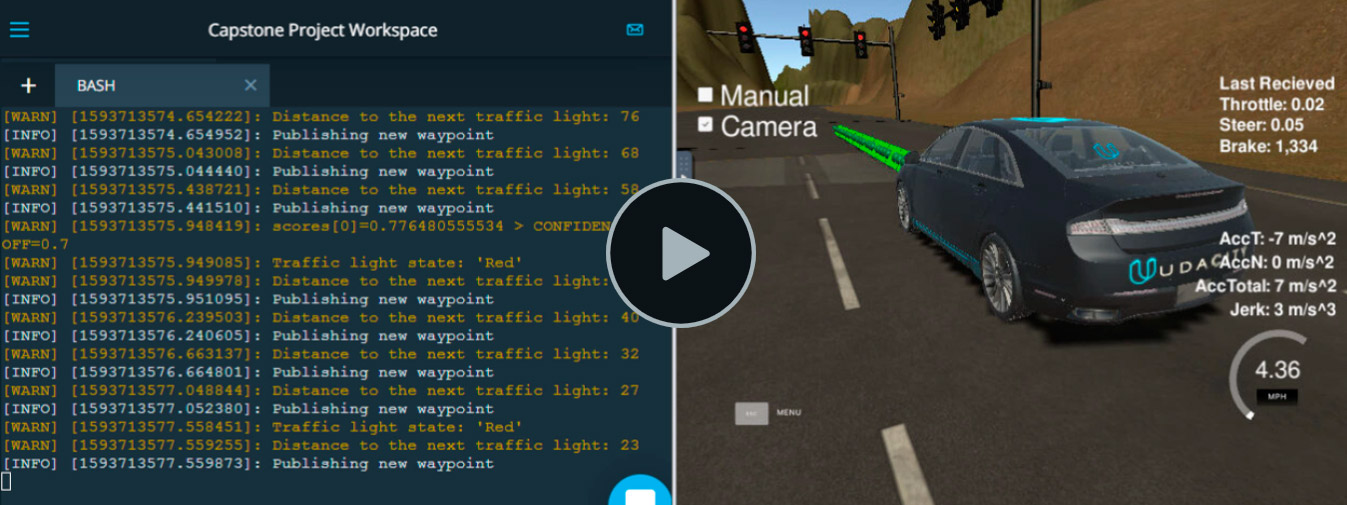 Capstone Project Workspace
+ BASH ×
[WARN] [1593713574.654222]: Distance to the next traffic light: 76
[INFO] [1593713574.654952]: Publishing new waypoint
[WARN] [1593713575.043008]: Distance to the next traffic light: 68
[INFO] [1593713575.044440]: Publishing new waypoint
[WARN] [1593713575.438721]: Distance to the next traffic light: 58
[INFO] [1593713575.441510]: Publishing new waypoint
[WARN] [1593713575.948419]: scores[0]=0.776480555534 > CONFIDEN
OFF=0.7
[WARN] [1593713575.949085]: Traffic light state: 'Red'
[WARN] [1593713575.949978]: Distance to the next traffic light:
[INFO] [1593713575.951095]: Publishing new waypoint
[WARN] [1593713576.239503]: Distance to the next traffic light: 40
[INFO] [1593713576.240605]: Publishing new waypoint
[WARN] [1593713576.663137]: Distance to the next traffic light: 32
[INFO] [1593713576.664801]: Publishing new waypoint
[WARN] [1593713577.048844]: Distance to the next traffic light: 27
[INFO] [1593713577.052380]: Publishing new waypoint
[WARN] [1593713577.558451]: Traffic light state: 'Red'
[WARN] [1593713577.559255]: Distance to the next traffic light: 23
[INFO] [1593713577.559873]: Publishing new waypoint
Manual
Camera
Last Recieved
Throttle: 0.02
Steer: 0.05
Brake: 1,334
UDACITY
AccT: -7 m/s^2
AccN: 0 m/s^2
AccTotal: 7 m/s^2
Jerk: 3 m/s^3
4.36
MPH
MENU